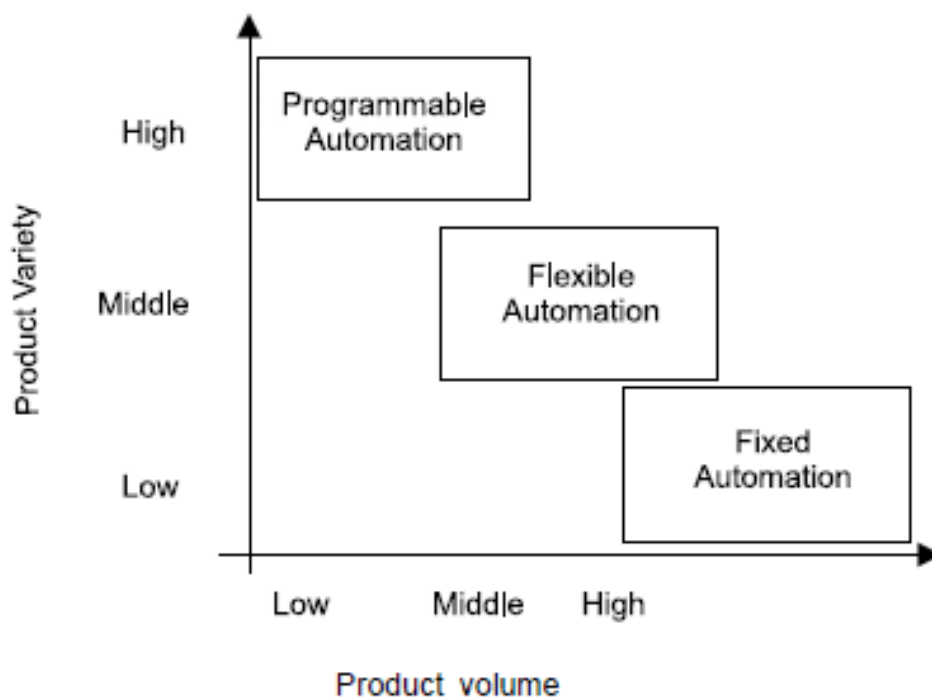 High
Programmable
Automation
Product Variety
Middle
Flexible
Automation
Low
Fixed
Automation
Low Middle High
Product volume